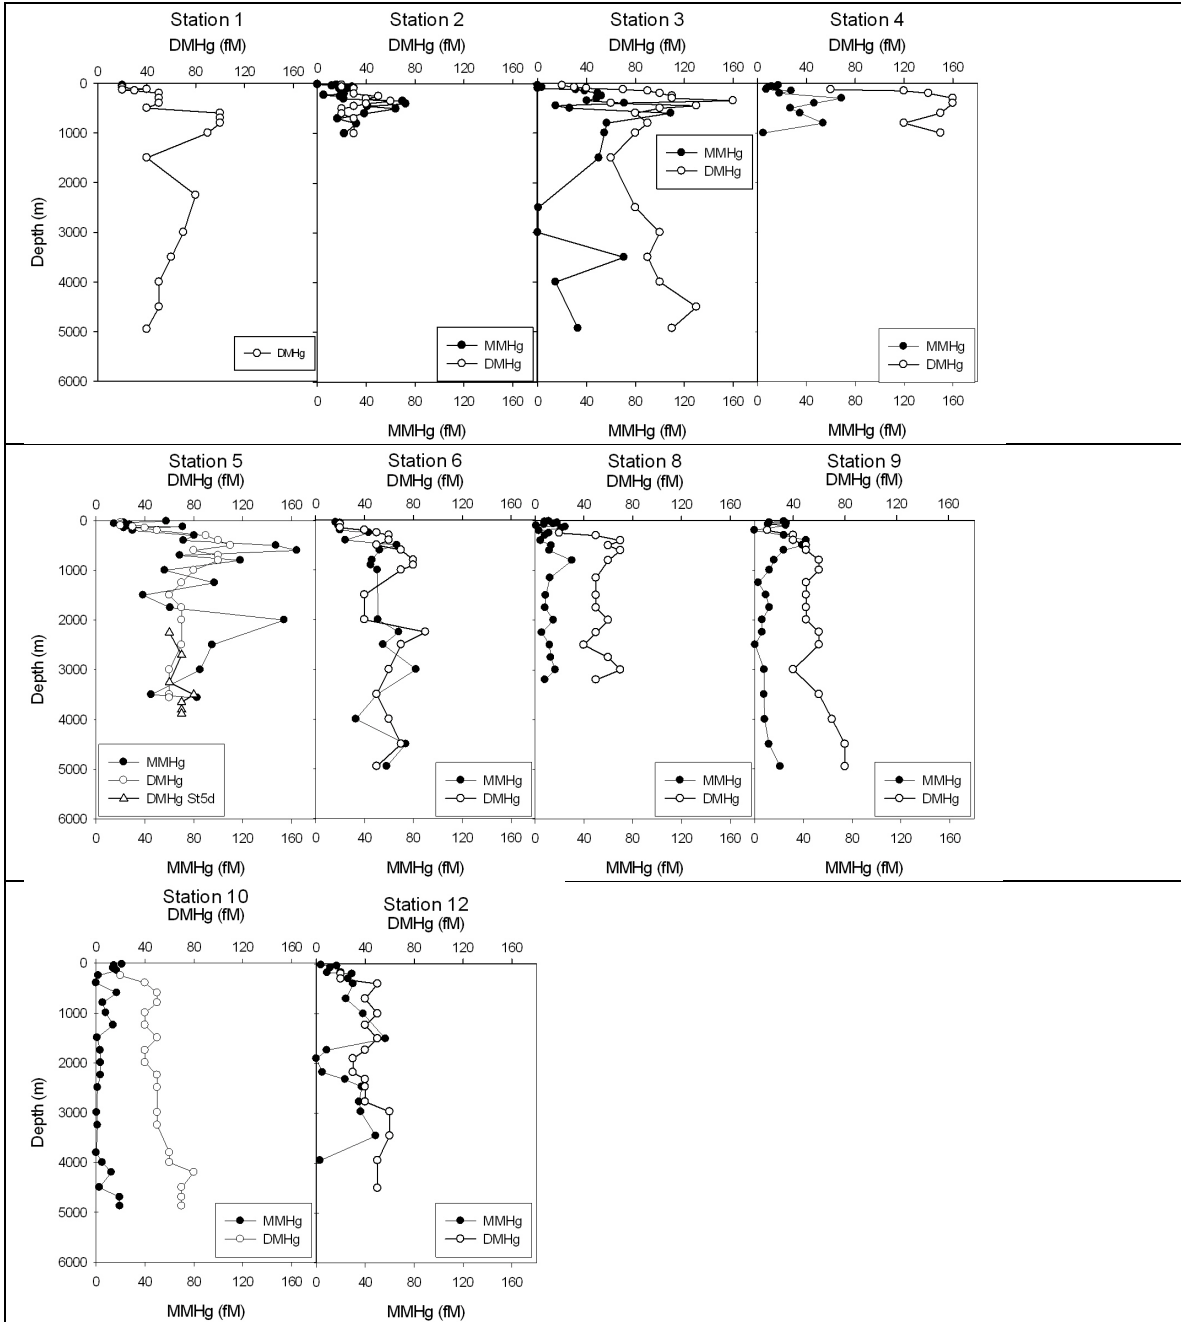 Station 1 Station 2 Station 3 Station 4
DMHg (fM) DMHg (fM) DMHg (fM) DMHg (fM)
0 40 80 120 160 0 40 80 120 160 0 40 80 120 160 0 40 80 120 160
0
1000
MMHg
DMHg
2000
Depth (m)
3000
4000
5000
DMHg
MMHg
DMHg
MMHg
DMHg
6000
0 40 80 120 160 0 40 80 120 160 0 40 80 120 160
MMHg (fM) MMHg (fM) MMHg (fM)
Station 5 Station 6 Station 8 Station 9
DMHg (fM) DMHg (fM) DMHg (fM) DMHg (fM)
0 40 80 120 160 0 40 80 120 160 0 40 80 120 160 0 40 80 120 160
0
1000
2000
Depth (m)
3000
4000
5000
MMHg
DMHg
DMHg St5d
MMHg
DMHg
MMHg
DMHg
MMHg
DMHg
6000
0 40 80 120 160 0 40 80 120 160 0 40 80 120 160 0 40 80 120 160
MMHg (fM) MMHg (fM) MMHg (fM) MMHg (fM)
Station 10 Station 12
DMHg (fM) DMHg (fM)
0 40 80 120 160 0 40 80 120 160
0
1000
2000
Depth (m)
3000
4000
5000
MMHg
DMHg
MMHg
DMHg
6000
0 40 80 120 160 0 40 80 120 160
MMHg (fM) MMHg (fM)